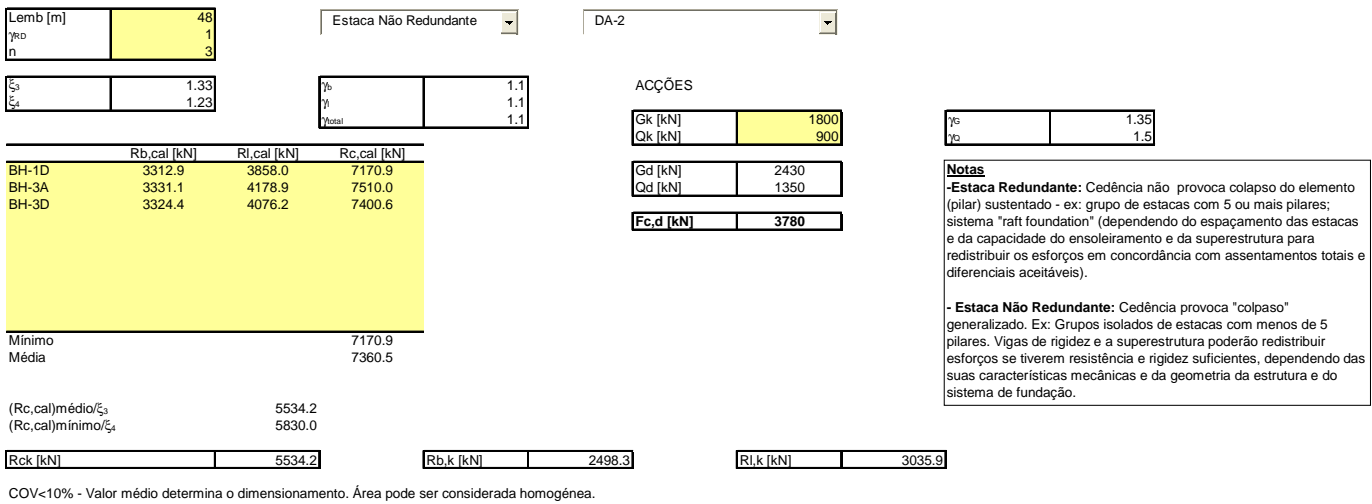 Lemb [m] 48
γRD 1
n 3
Estaca Não Redundante
DA-2
ξ3 1.33
ξ4 1.23
γb 1.1
γl 1.1
γtotal 1.1
ACÇÕES
Gk [kN] 1800
Qk [kN] 900
γG 1.35
γQ 1.5
Gd [kN] 2430
Qd [kN] 1350
Fc,d [kN] 3780
Rb,cal [kN] Rl,cal [kN] Rc,cal [kN]
BH-1D 3312.9 3858.0 7170.9
BH-3A 3331.1 4178.9 7510.0
BH-3D 3324.4 4076.2 7400.6
Mínimo 7170.9
Média 7360.5
(Rc,cal)médio/ξ3 5534.2
(Rc,cal)mínimo/ξ4 5830.0
Rck [kN] 5534.2
Rb,k [kN] 2498.3
Rl,k [kN] 3035.9
COV<10% - Valor médio determina o dimensionamento. Área pode ser considerada homogénea.
Notas
-Estaca Redundante: Cedência não provoca colapso do elemento
(pilar) sustentado - ex: grupo de estacas com 5 ou mais pilares;
sistema "raft foundation" (dependendo do espaçamento das estacas
e da capacidade do ensoleiramento e da superestrutura para
redistribuir os esforços em concordância com assentamentos totais e
diferenciais aceitáveis).
- Estaca Não Redundante: Cedência provoca "colpaso"
generalizado. Ex: Grupos isolados de estacas com menos de 5
pilares. Vigas de rigidez e a superestrutura poderão redistribuir
esforços se tiverem resistência e rigidez suficientes, dependendo das
suas características mecânicas e da geometria da estrutura e do
sistema de fundação.